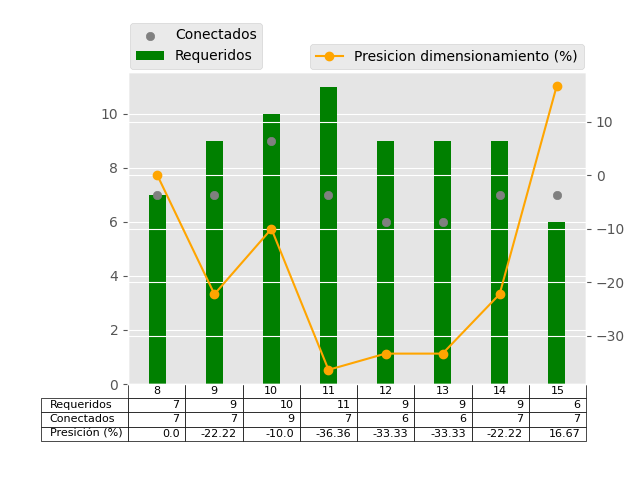 Conectados
Requeridos
Presicion dimensionamiento (%)
10
8
6
4
2
0
10
0
−10
−20
−30
8 9 10 11 12 13 14 15
Requeridos 7 9 10 11 9 9 9 6
Conectados 7 7 9 7 6 6 7 7
Presición (%) 0.0 -22.22 -10.0 -36.36 -33.33 -33.33 -22.22 16.67